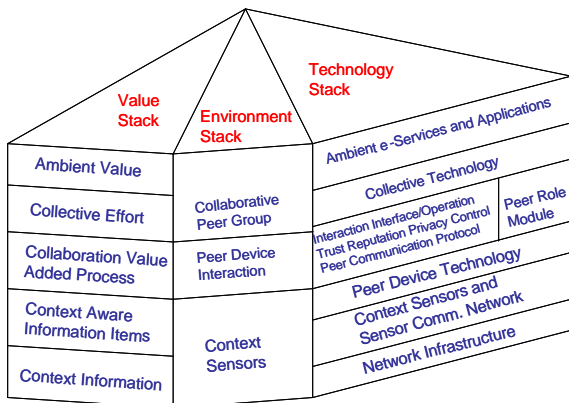 Value
Stack
Environment
Stack
Technology
Stack
Ambient Value
Collective Effort
Collaboration Value
Added Process
Context Aware
Information Items
Context Information
Collaborative
Peer Group
Peer Device
Interaction
Context
Sensors
Ambient e-Services and Applications
Collective Technology
Interaction Interface/Operation
Trust Reputation Privacy Control
Peer Communication Protocol
Peer Role
Module
Peer Device Technology
Context Sensors and
Sensor Comm. Network
Network Infrastructure